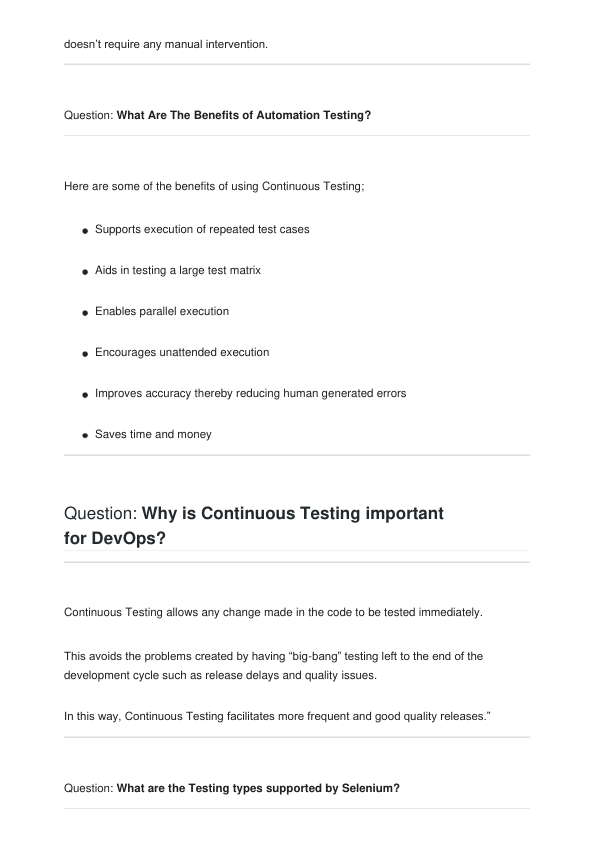 doesn’t require any manual intervention.
Question: What Are The Benefits of Automation Testing?
Here are some of the benefits of using Continuous Testing;
● Supports execution of repeated test cases
● Aids in testing a large test matrix
● Enables parallel execution
● Encourages unattended execution
● Improves accuracy thereby reducing human generated errors
● Saves time and money
Question: Why is Continuous Testing important
for DevOps?
Continuous Testing allows any change made in the code to be tested immediately.
This avoids the problems created by having “big-bang” testing left to the end of the
development cycle such as release delays and quality issues.
In this way, Continuous Testing facilitates more frequent and good quality releases.”
Question: What are the Testing types supported by Selenium?